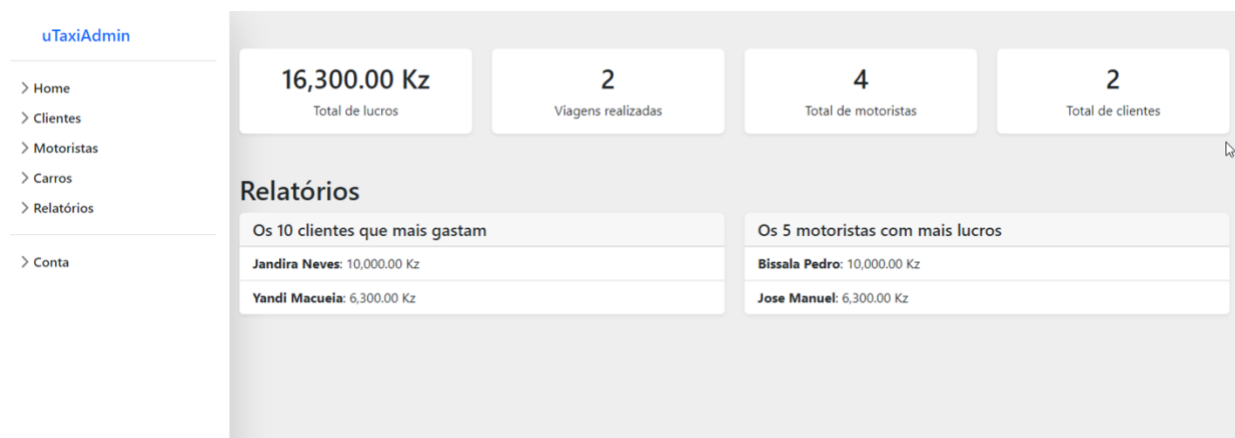 uTaxiAdmin
Home
Clientes
Motoristas
Carros
Relatórios
Conta
16,300.00 Kz
Total de lucros
2
Viagens realizadas
4
Total de motoristas
2
Total de clientes
Relatórios
Os 10 clientes que mais gastam
Jandira Neves: 10,000.00 Kz
Yandi Macueia: 6,300.00 Kz
Os 5 motoristas com mais lucros
Bissala Pedro: 10,000.00 Kz
Jose Manuel: 6,300.00 Kz